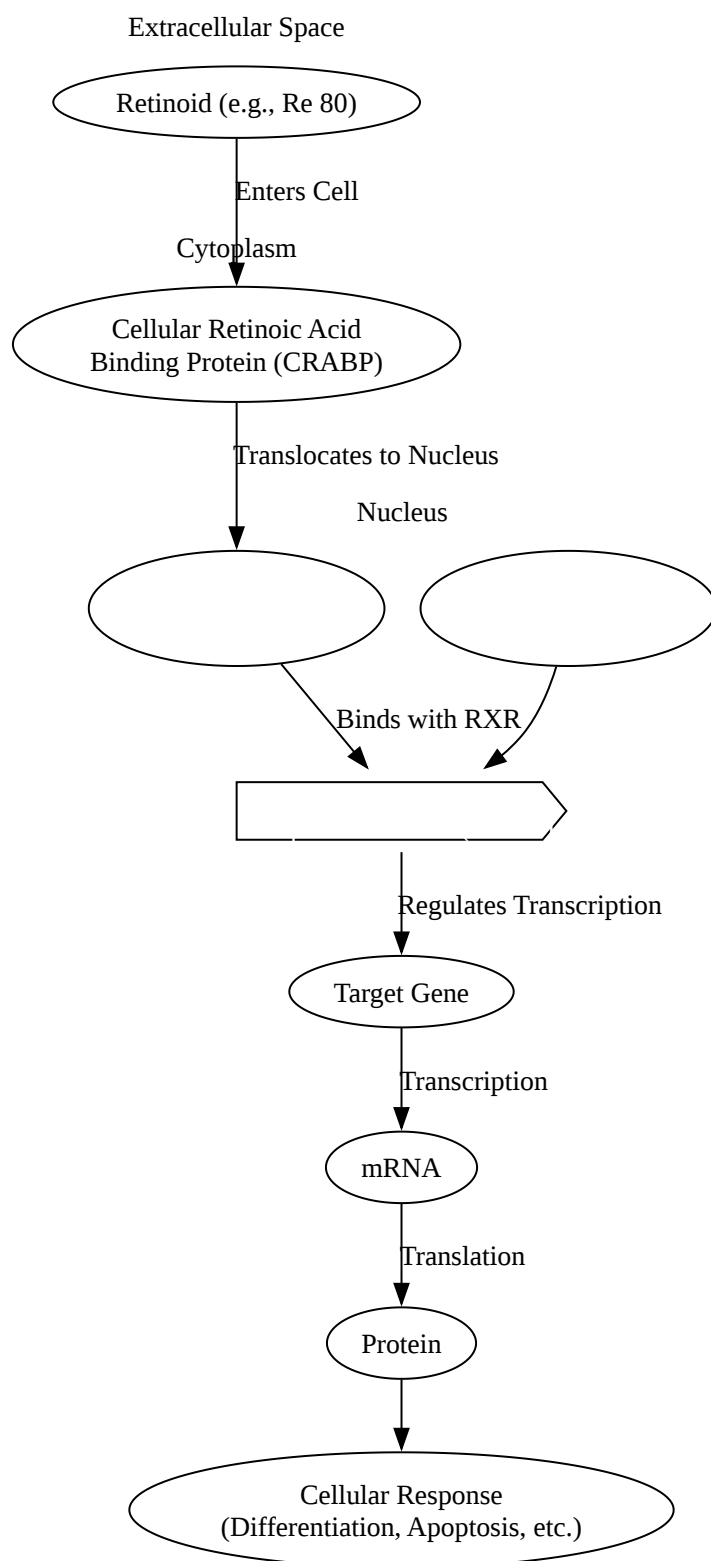 Extracellular Space
Retinoid (e.g., Re 80)
Enters Cell
Cytoplasm
Cellular Retinoic Acid
Binding Protein (CRABP)
Translocates to Nucleus
Nucleus
Binds with RXR
Regulates Transcription
Target Gene
Transcription
mRNA
Translation
Protein
Cellular Response
(Differentiation, Apoptosis, etc.)